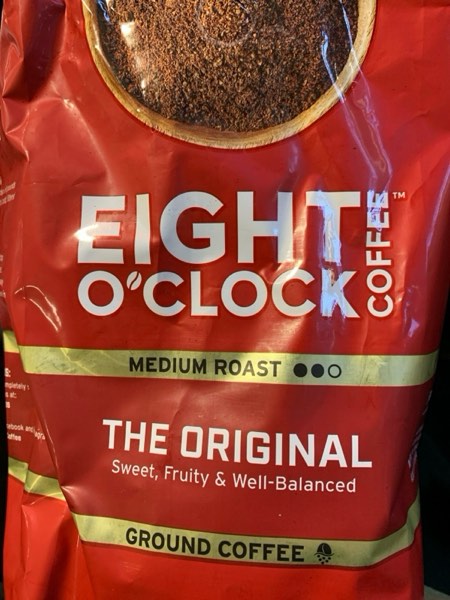 EIGHT
O'CLOCK
COFFEE™
MEDIUM ROAST
THE ORIGINAL
Sweet, Fruity & Well-Balanced
GROUND COFFEE